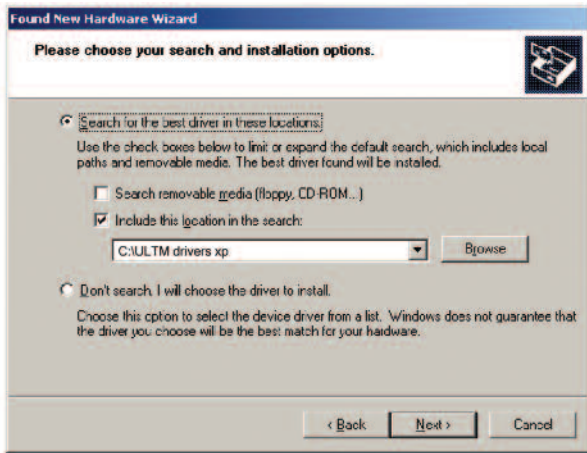 Found New Hardware Wizard
Please choose your search and installation options.
Search for the best driver in these locations.
Use the check boxes below to limit or expand the default search, which includes local
paths and removable media. The best driver found will be installed.
Search removable media (floppy, CD-ROM...)
Include this location in the search:
C:\ULTM drivers xp
Browse
Don't search. I will choose the driver to install.
Choose this option to select the device driver from a list. Windows does not guarantee that
the driver you choose will be the best match for your hardware.
< Back
Next >
Cancel